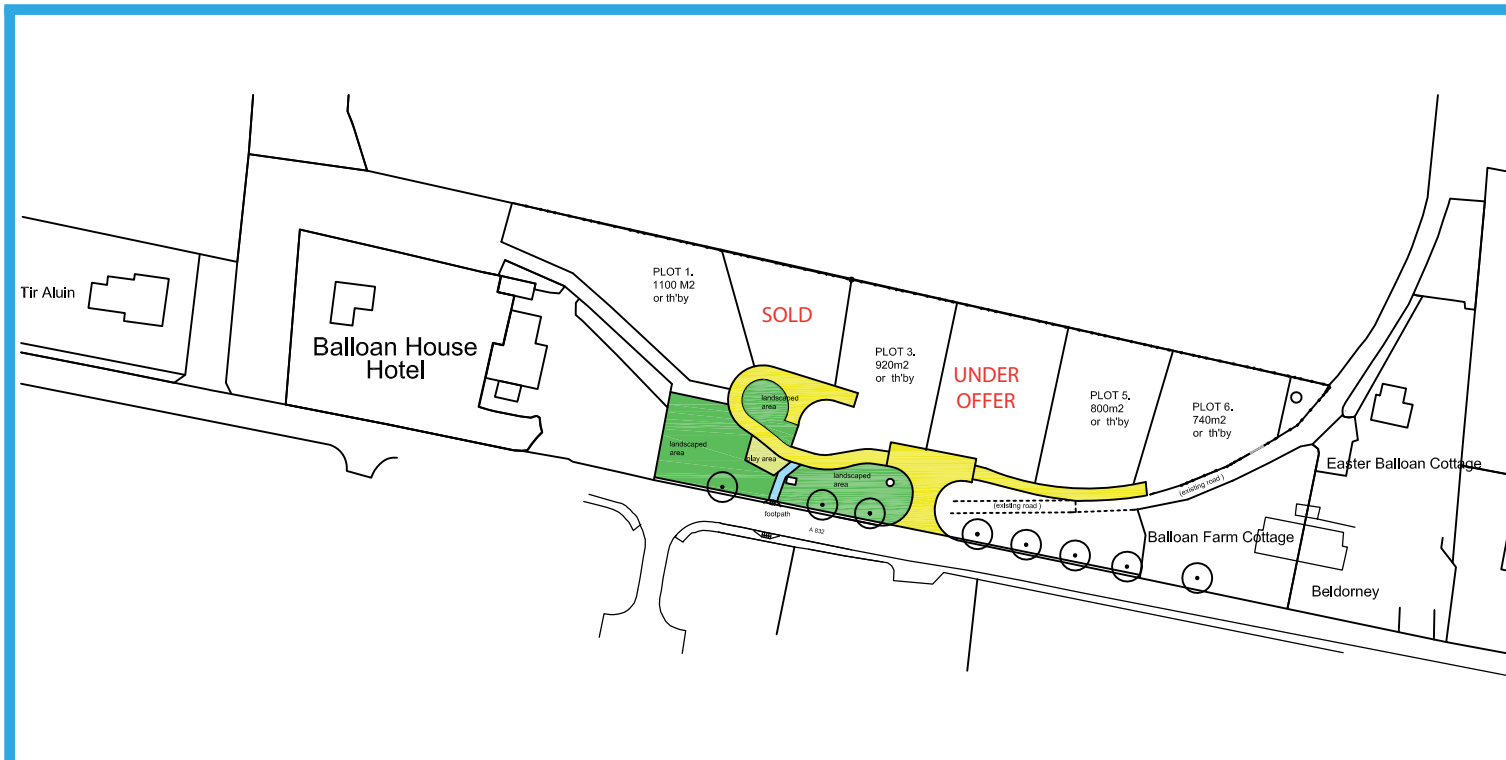 Tir Aluin
Balloan House
Hotel
PLOT 1.
1100 M2
or th'by
SOLD
PLOT 3.
920m2
or th'by
UNDER
OFFER
PLOT 5.
800m2
or th'by
PLOT 6.
740m2
or th'by
landscaped
area
landscaped
area
play area
landscaped
area
footpath
A 832
(existing road )
(existing road )
Easter Balloan Cottage
Balloan Farm Cottage
Beldorney